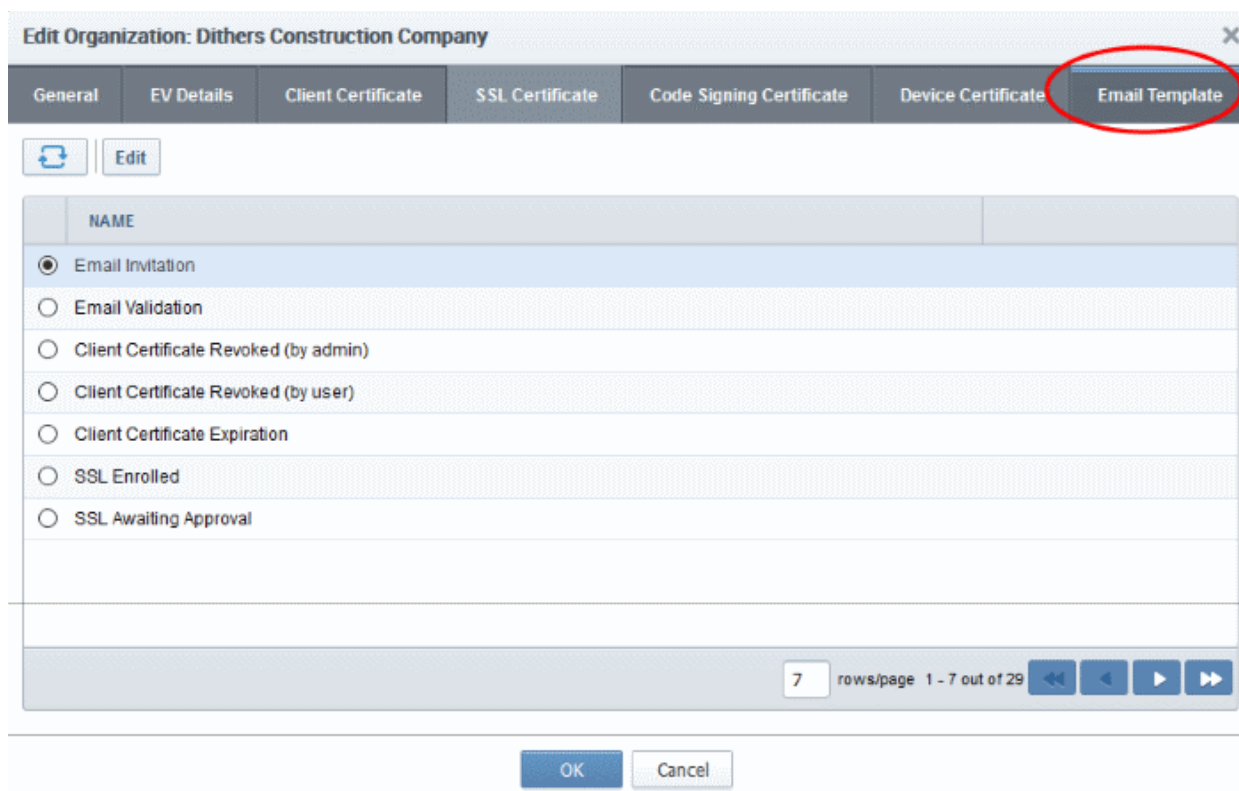 Edit Organization: Dithers Construction Company
General EV Details Client Certificate SSL Certificate Code Signing Certificate Device Certificate Email Template
Edit
NAME
Email Invitation
Email Validation
Client Certificate Revoked (by admin)
Client Certificate Revoked (by user)
Client Certificate Expiration
SSL Enrolled
SSL Awaiting Approval
7 rows/page 1 - 7 out of 29
OK Cancel